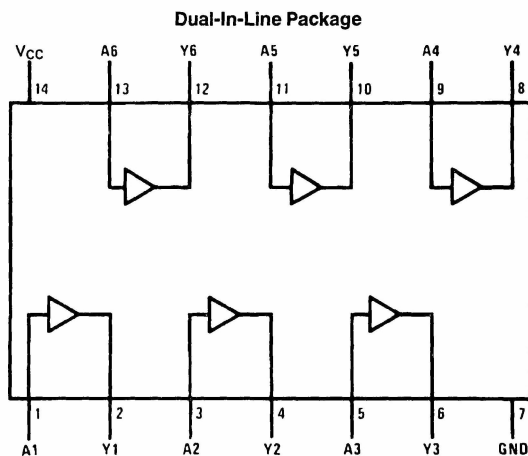 Dual-In-Line Package
VCC A6 Y6 A5 Y5 A4 Y4
14 13 12 11 10 9 8
1 2 3 4 5 6 7
A1 Y1 A2 Y2 A3 Y3 GND